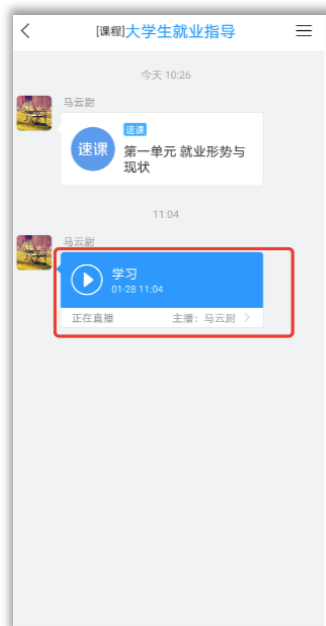 [课程]大学生就业指导
今天 10:26
马云尉
速课
速课
第一单元 就业形势与
现状
11:04
马云尉
学习
01-28 11:04
正在直播 主播：马云尉